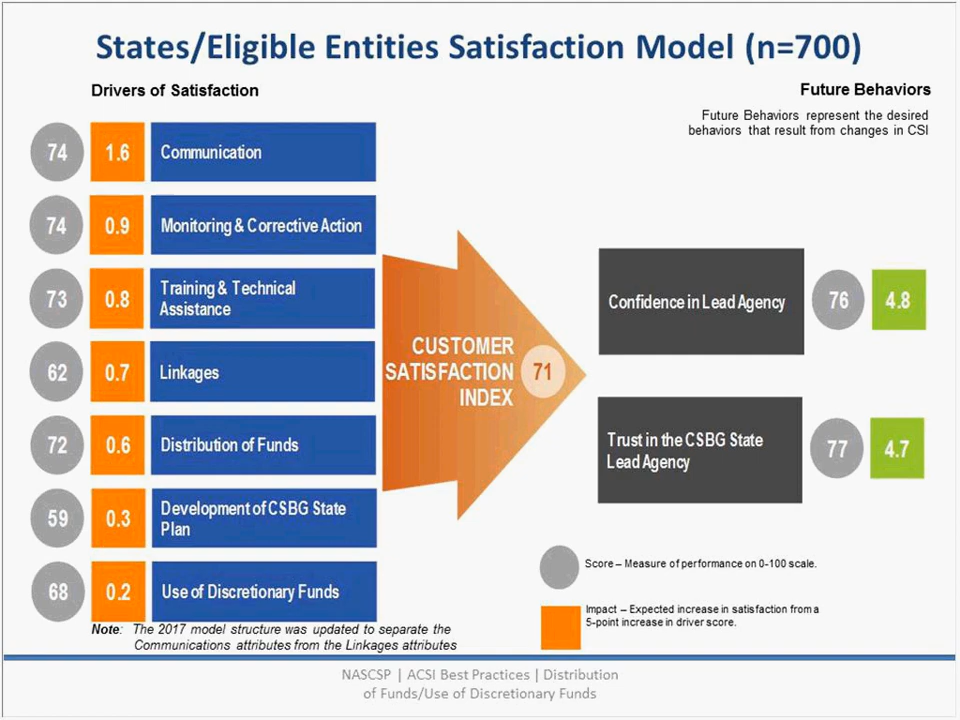 States/Eligible Entities Satisfaction Model (n=700)
Drivers of Satisfaction
Future Behaviors
Future Behaviors represent the desired
behaviors that result from changes in CSI
74 1.6 Communication
74 0.9 Monitoring & Corrective Action
73 0.8 Training & Technical
Assistance
62 0.7 Linkages
72 0.6 Distribution of Funds
59 0.3 Development of CSBG State
Plan
68 0.2 Use of Discretionary Funds
CUSTOMER
SATISFACTION
INDEX
71
Confidence in Lead Agency 76 4.8
Trust in the CSBG State
Lead Agency
77 4.7
Score – Measure of performance on 0-100 scale.
Impact – Expected increase in satisfaction from a
5-point increase in driver score.
Note: The 2017 model structure was updated to separate the
Communications attributes from the Linkages attributes
NASCSP | ACSI Best Practices | Distribution
of Funds/Use of Discretionary Funds